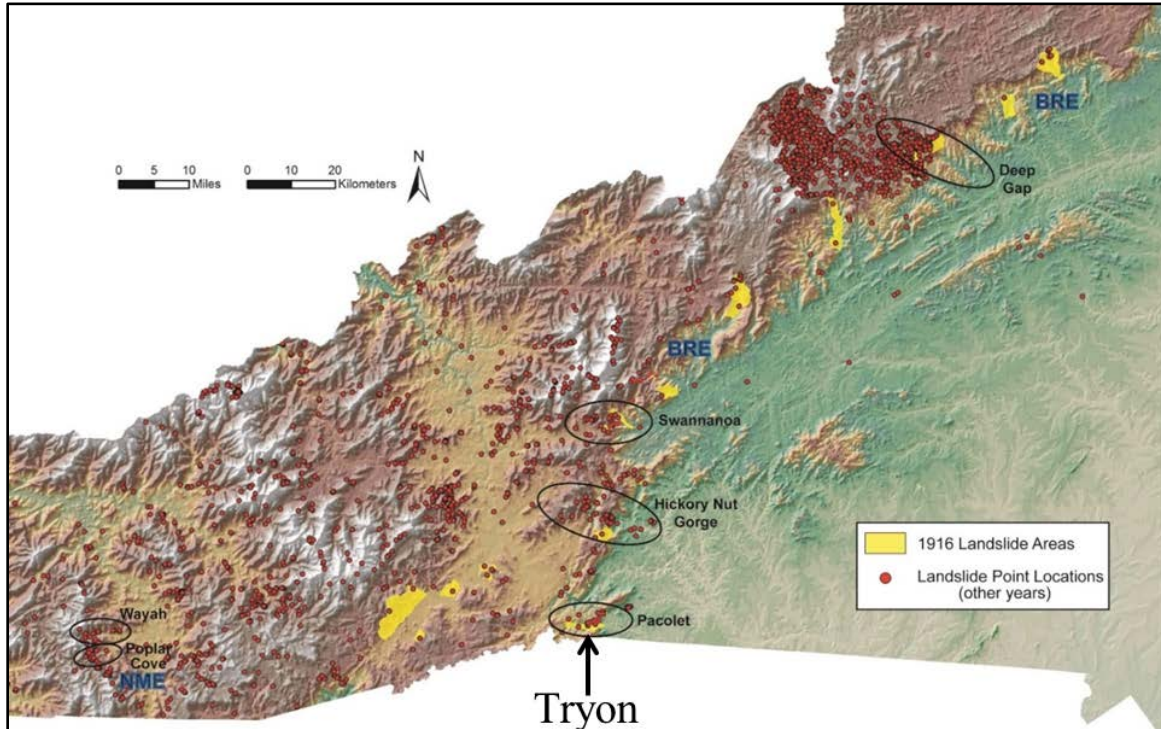 BRE
Deep
Gap
N
0 5 10
Miles
0 10 20
Kilometers
BRE
Swannanoa
Hickory Nut
Gorge
1916 Landslide Areas
Landslide Point Locations
(other years)
Wayah
Poplar
Cove
NME
Pacolet
Tryon